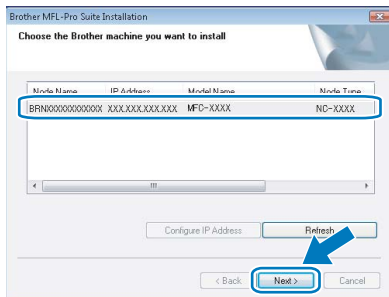 Brother MFL-Pro Suite Installation
Choose the Brother machine you want to install
Node Name IP Address Model Name Node Type
BRNXXXXXXXXXXXX XXX.XXX.XXX.XXX MFC-XXXX NC-XXXX
Configure IP Address Refresh
< Back Next > Cancel